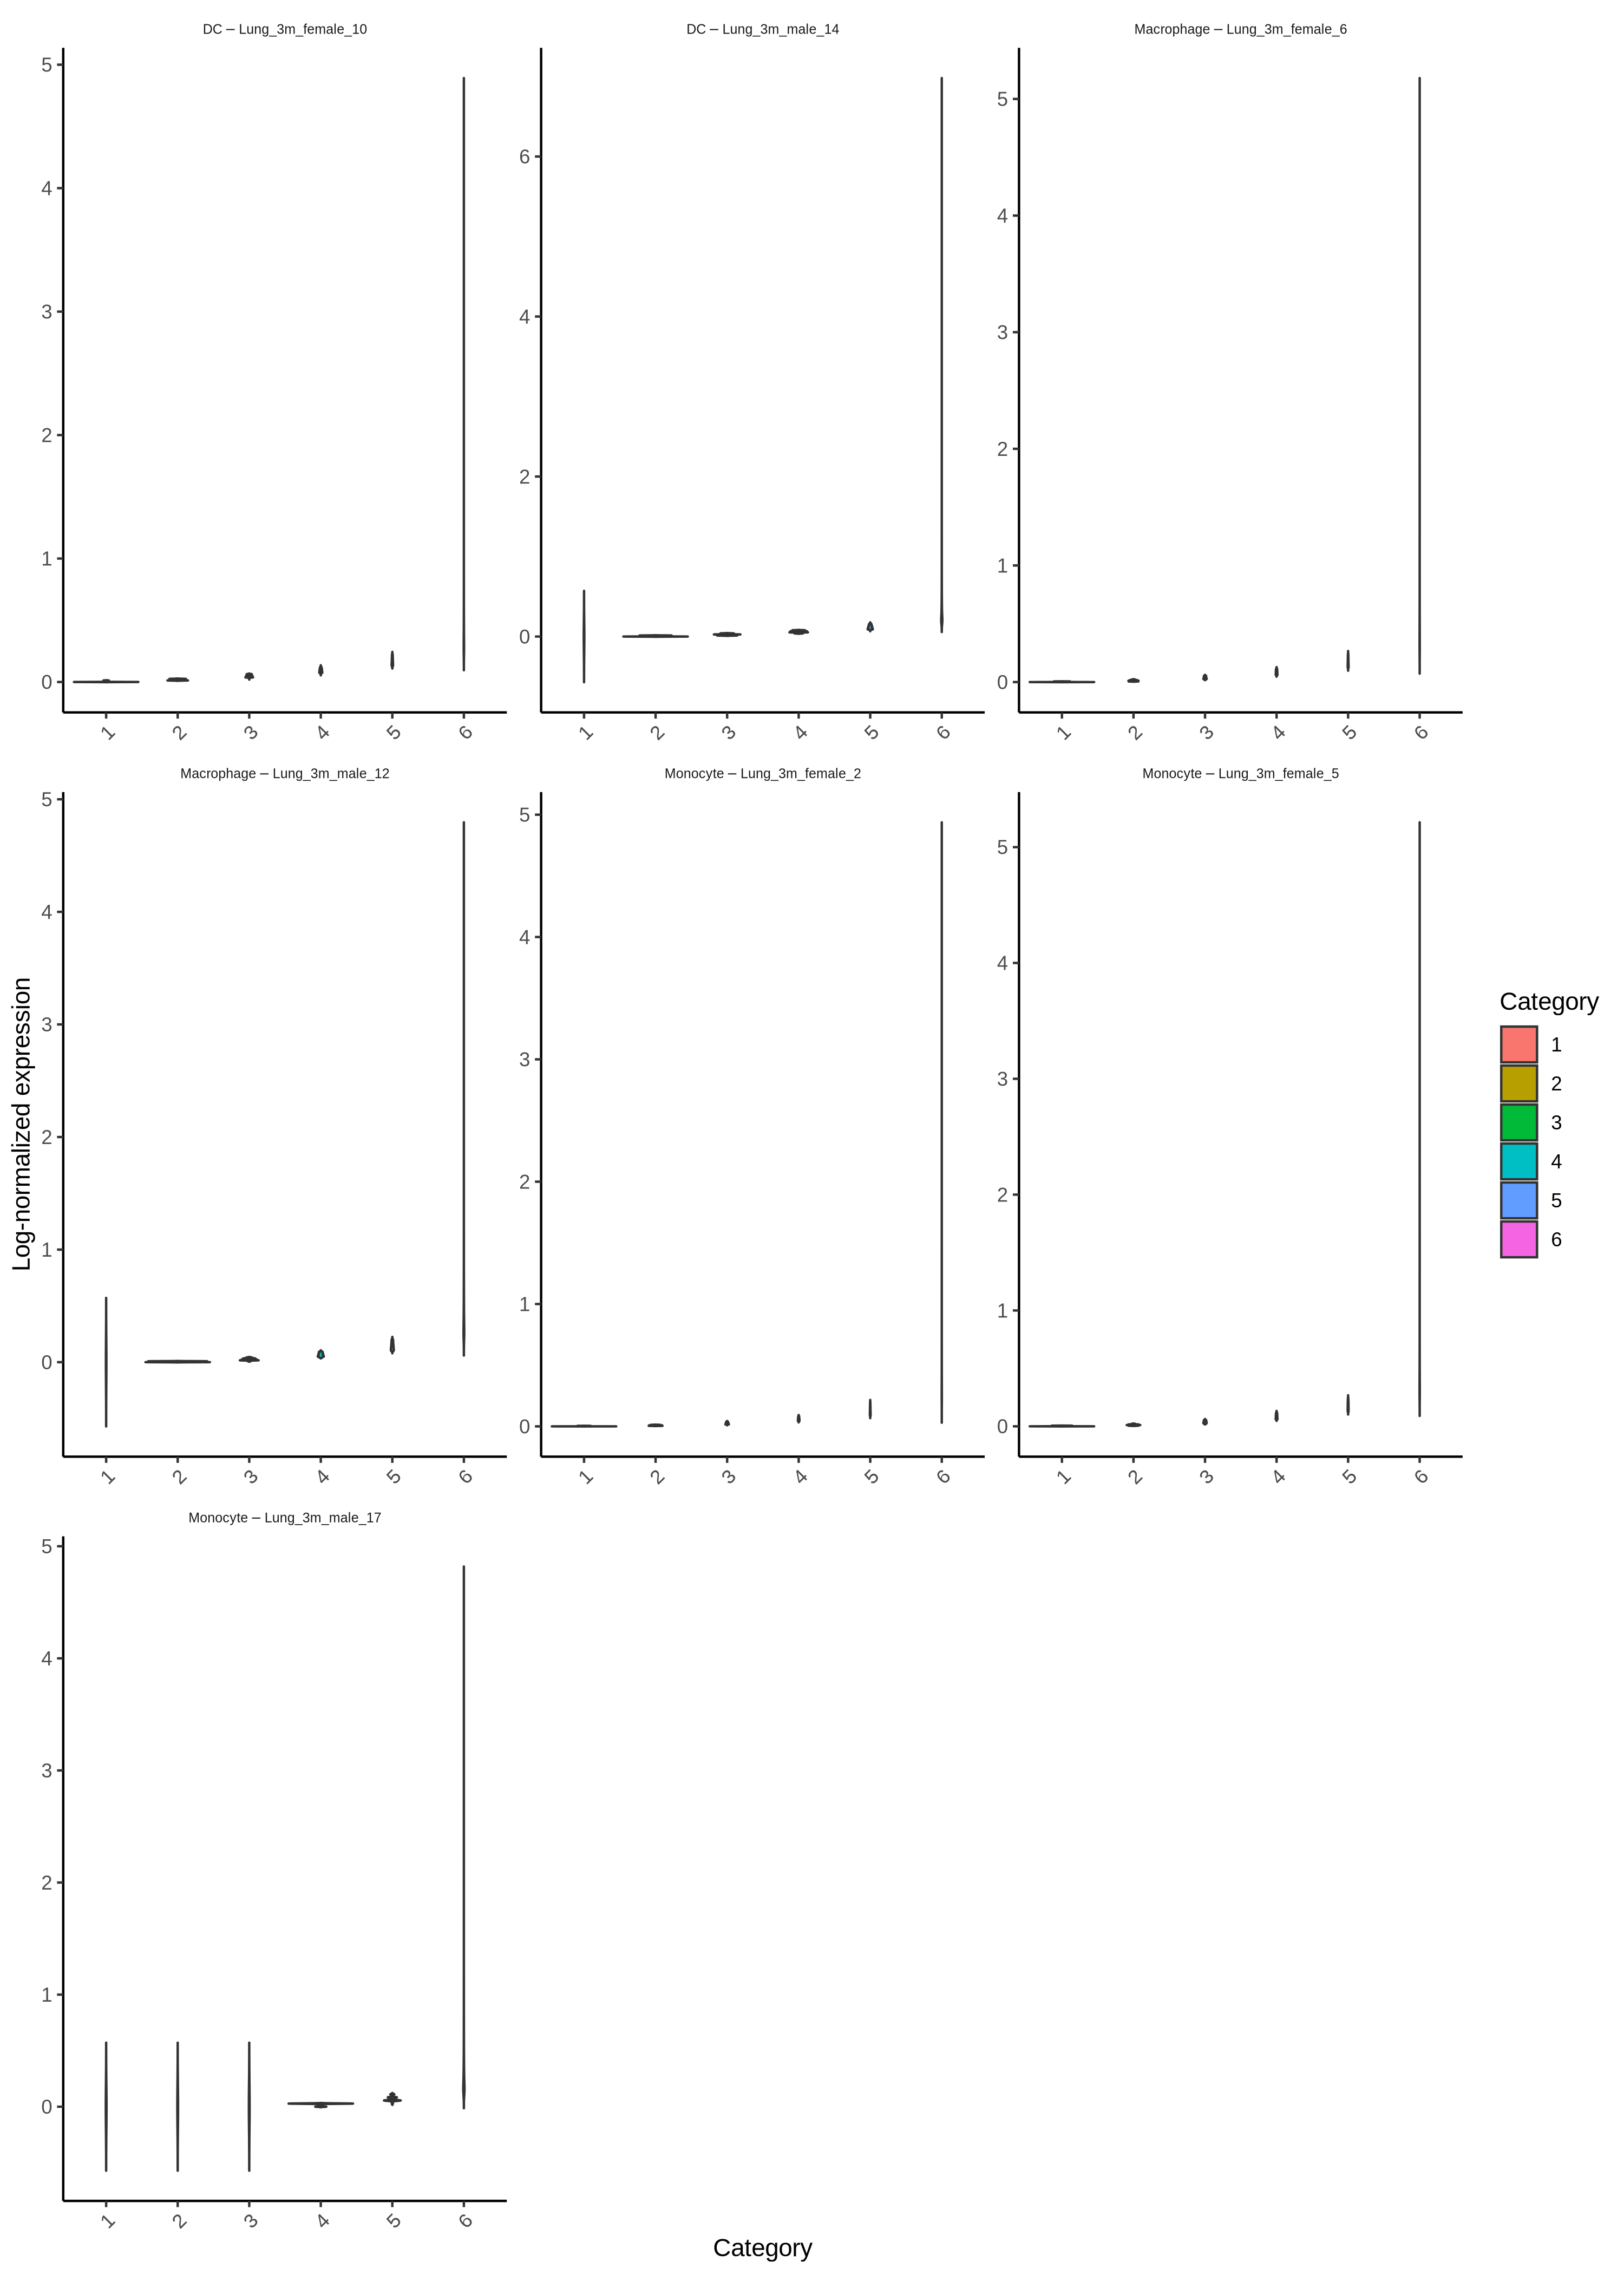 DC – Lung_3m_female_10
5
4
3
2
1
0
1 2 3 4 5 6
DC – Lung_3m_male_14
6
4
2
0
1 2 3 4 5 6
Macrophage – Lung_3m_female_6
5
4
3
2
1
0
1 2 3 4 5 6
Log-normalized expression
Macrophage – Lung_3m_male_12
5
4
3
2
1
0
1 2 3 4 5 6
Monocyte – Lung_3m_female_2
5
4
3
2
1
0
1 2 3 4 5 6
Monocyte – Lung_3m_female_5
5
4
3
2
1
0
1 2 3 4 5 6
Monocyte – Lung_3m_male_17
5
4
3
2
1
0
1 2 3 4 5 6
Category
Category
1
2
3
4
5
6